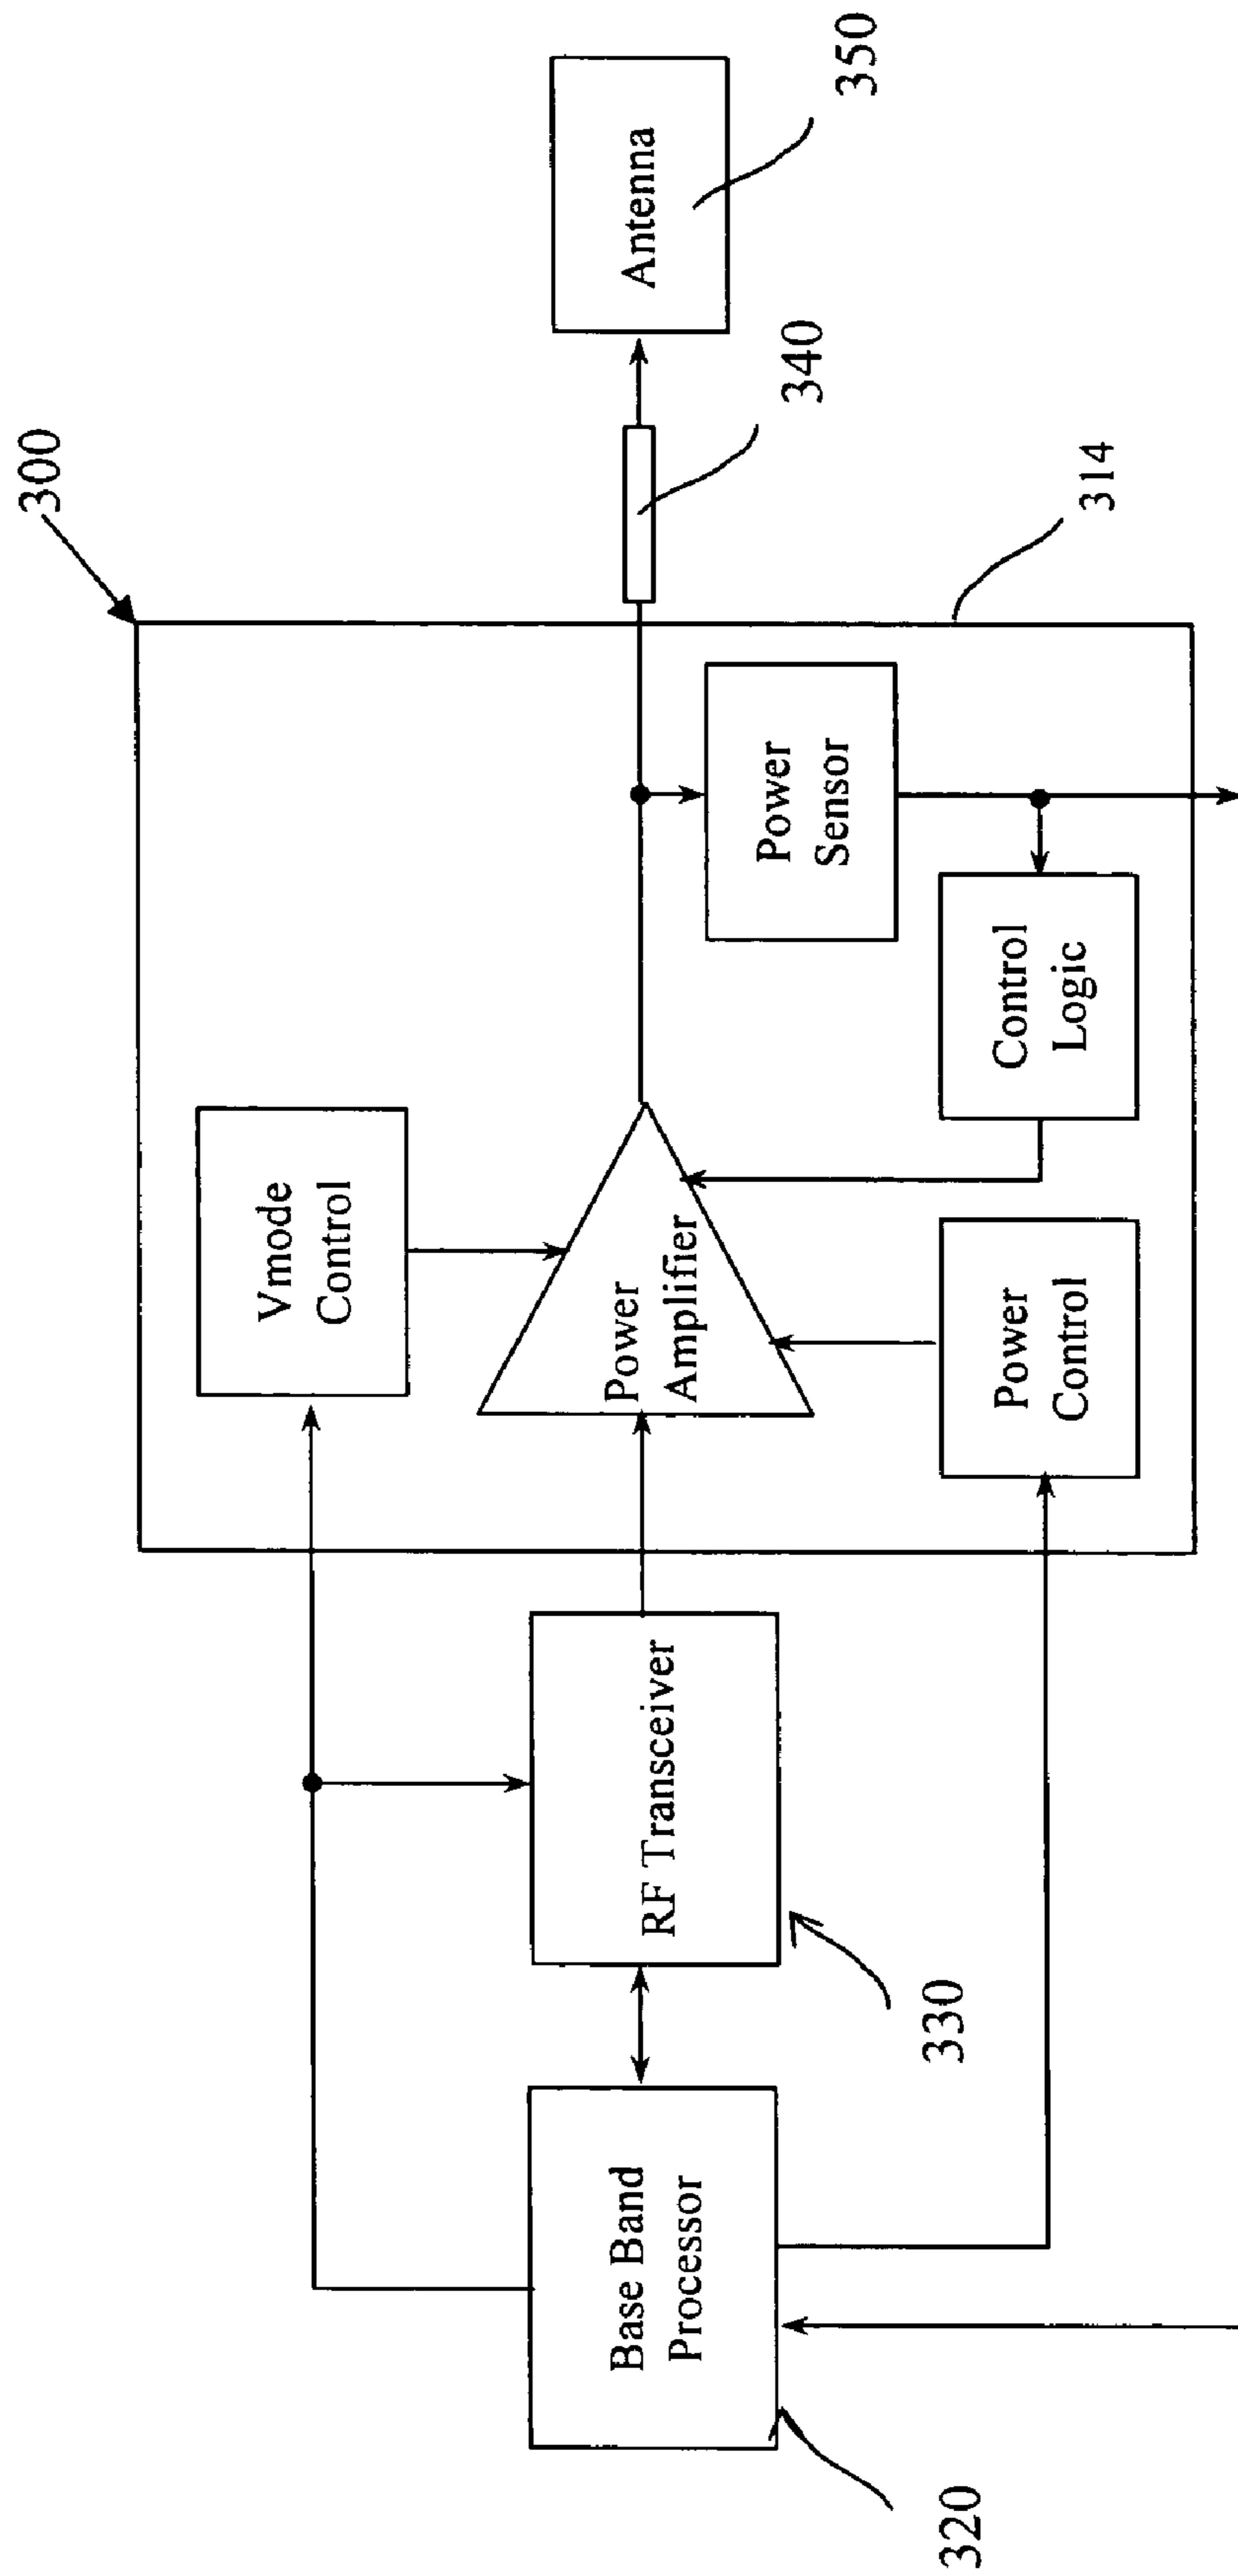 300
Vmode
Control
Antenna
350
340
Base Band
Processor
RF Transceiver
Power
Amplifier
Power
Sensor
320
330
Power
Control
Control
Logic
314